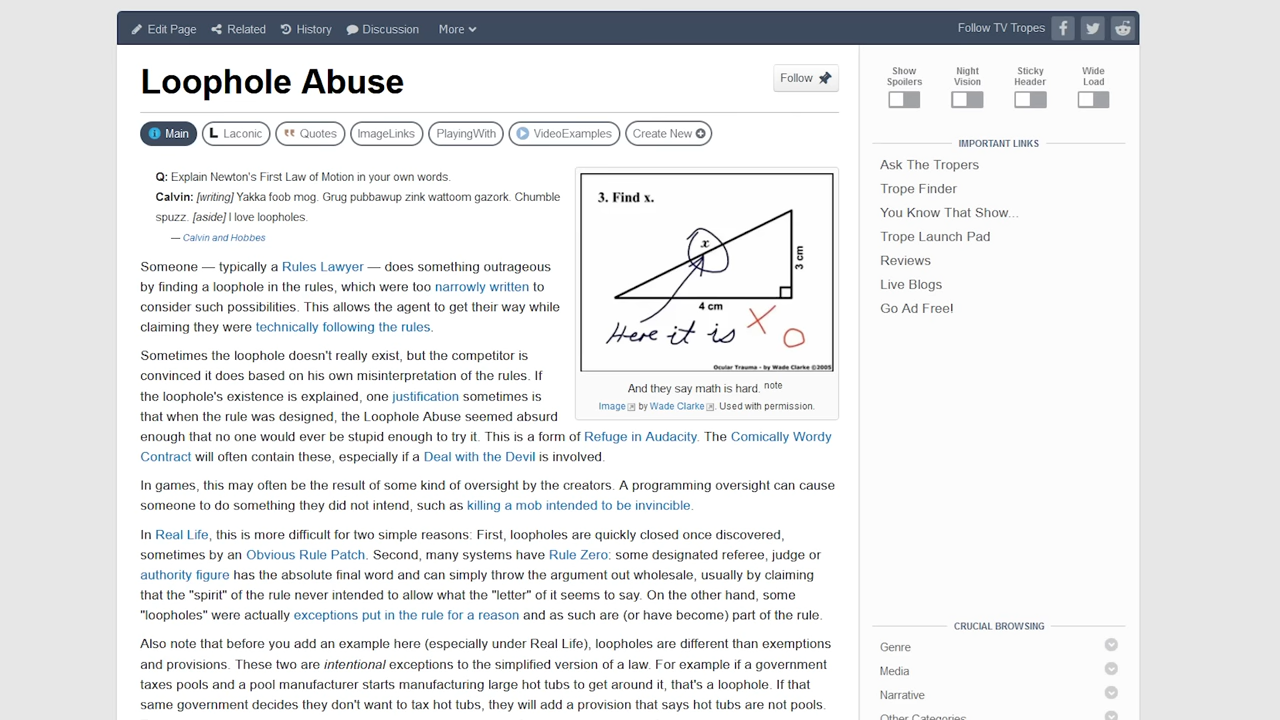 Edit Page Related History Discussion More Follow TV Tropes
Loophole Abuse
Follow
Main Laconic Quotes ImageLinks PlayingWith VideoExamples Create New
Q: Explain Newton's First Law of Motion in your own words.
Calvin: [writing] Yakka foob mog. Grug pubbawup zink wattoom gazork. Chumble
spuzz. [aside] I love loopholes.
— Calvin and Hobbes
3. Find x.
x
3 cm
4 cm
Here it is X O
Ocular Trauma - by Wade Clarke ©2005
And they say math is hard. note
Image by Wade Clarke. Used with permission.
Someone — typically a Rules Lawyer — does something outrageous
by finding a loophole in the rules, which were too narrowly written to
consider such possibilities. This allows the agent to get their way while
claiming they were technically following the rules.
Sometimes the loophole doesn't really exist, but the competitor is
convinced it does based on his own misinterpretation of the rules. If
the loophole's existence is explained, one justification sometimes is
that when the rule was designed, the Loophole Abuse seemed absurd
enough that no one would ever be stupid enough to try it. This is a form of Refuge in Audacity. The Comically Wordy
Contract will often contain these, especially if a Deal with the Devil is involved.
In games, this may often be the result of some kind of oversight by the creators. A programming oversight can cause
someone to do something they did not intend, such as killing a mob intended to be invincible.
In Real Life, this is more difficult for two simple reasons: First, loopholes are quickly closed once discovered,
sometimes by an Obvious Rule Patch. Second, many systems have Rule Zero: some designated referee, judge or
authority figure has the absolute final word and can simply throw the argument out wholesale, usually by claiming
that the "spirit" of the rule never intended to allow what the "letter" of it seems to say. On the other hand, some
"loopholes" were actually exceptions put in the rule for a reason and as such are (or have become) part of the rule.
Also note that before you add an example here (especially under Real Life), loopholes are different than exemptions
and provisions. These two are intentional exceptions to the simplified version of a law. For example if a government
taxes pools and a pool manufacturer starts manufacturing large hot tubs to get around it, that's a loophole. If that
same government decides they don't want to tax hot tubs, they will add a provision that says hot tubs are not pools.
Show Spoilers
Night Vision
Sticky Header
Wide Load
IMPORTANT LINKS
Ask The Tropers
Trope Finder
You Know That Show...
Trope Launch Pad
Reviews
Live Blogs
Go Ad Free!
CRUCIAL BROWSING
Genre
Media
Narrative
Other Categories